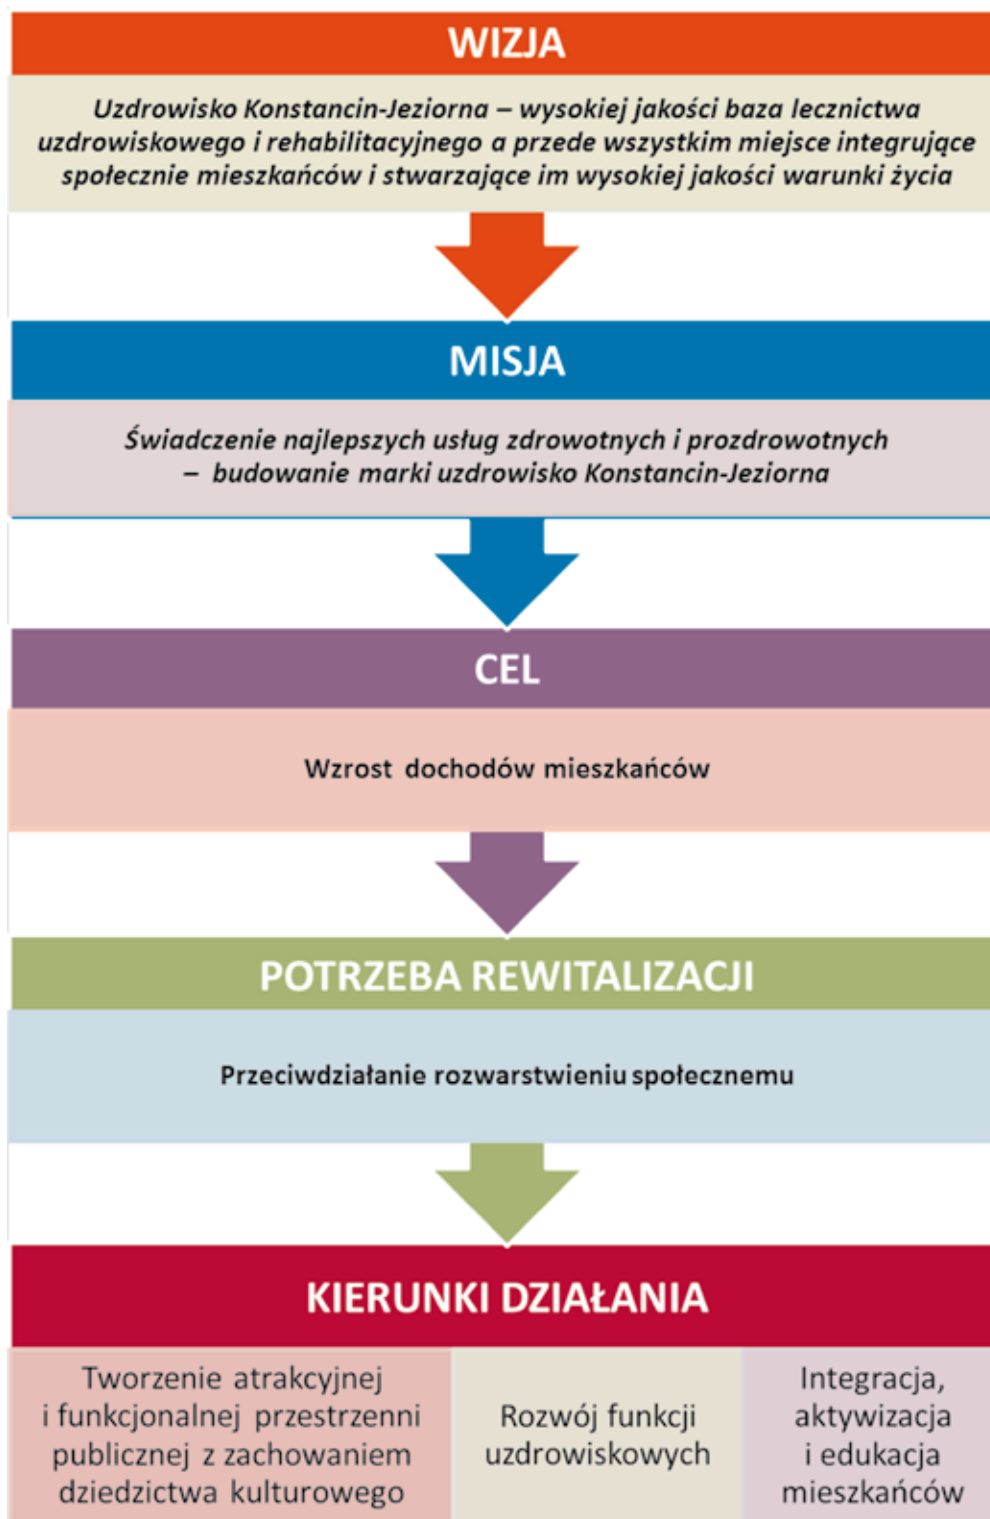 WIZJA
Uzdrowisko Konstancin-Jeziorna – wysokiej jakości baza lecznictwa
uzdrowiskowego i rehabilitacyjnego a przede wszystkim miejsce integrujące
społecznie mieszkańców i stwarzające im wysokiej jakości warunki życia
MISJA
Świadczenie najlepszych usług zdrowotnych i prozdrowotnych
– budowanie marki uzdrowisko Konstancin-Jeziorna
CEL
Wzrost dochodów mieszkańców
POTRZEBA REWITALIZACJI
Przeciwdziałanie rozwarstwieniu społecznemu
KIERUNKI DZIAŁANIA
Tworzenie atrakcyjnej
i funkcjonalnej przestrzenni
publicznej z zachowaniem
dziedzictwa kulturowego
Rozwój funkcji
uzdrowiskowych
Integracja,
aktywizacja
i edukacja
mieszkańców